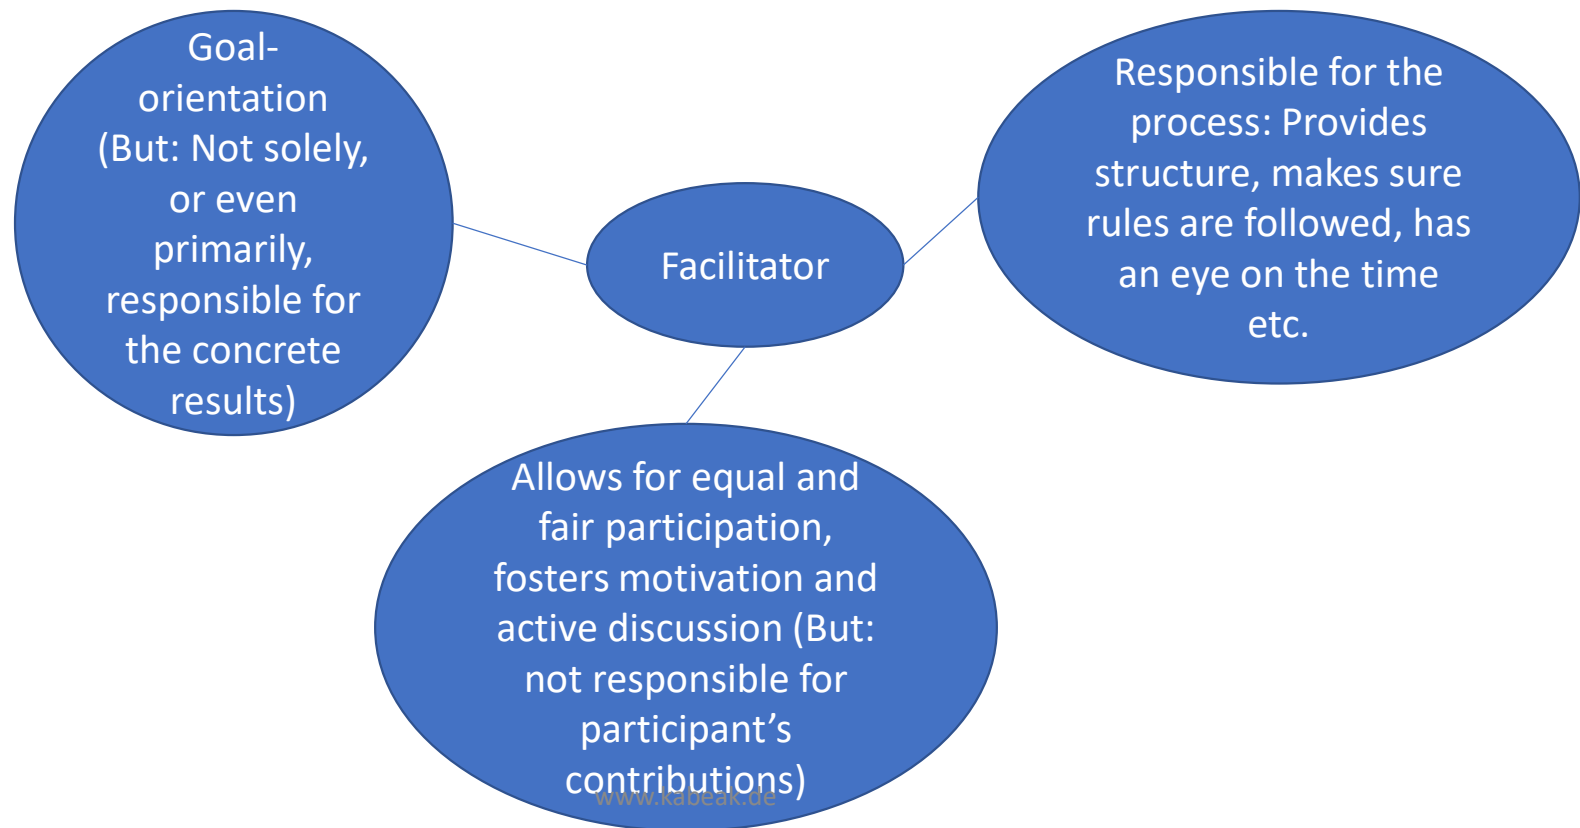 Goal-
orientation
(But: Not solely,
or even
primarily,
responsible for
the concrete
results)
Facilitator
Responsible for the
process: Provides
structure, makes sure
rules are followed, has
an eye on the time
etc.
Allows for equal and
fair participation,
fosters motivation and
active discussion (But:
not responsible for
participant’s
contributions)
www.kabeak.de